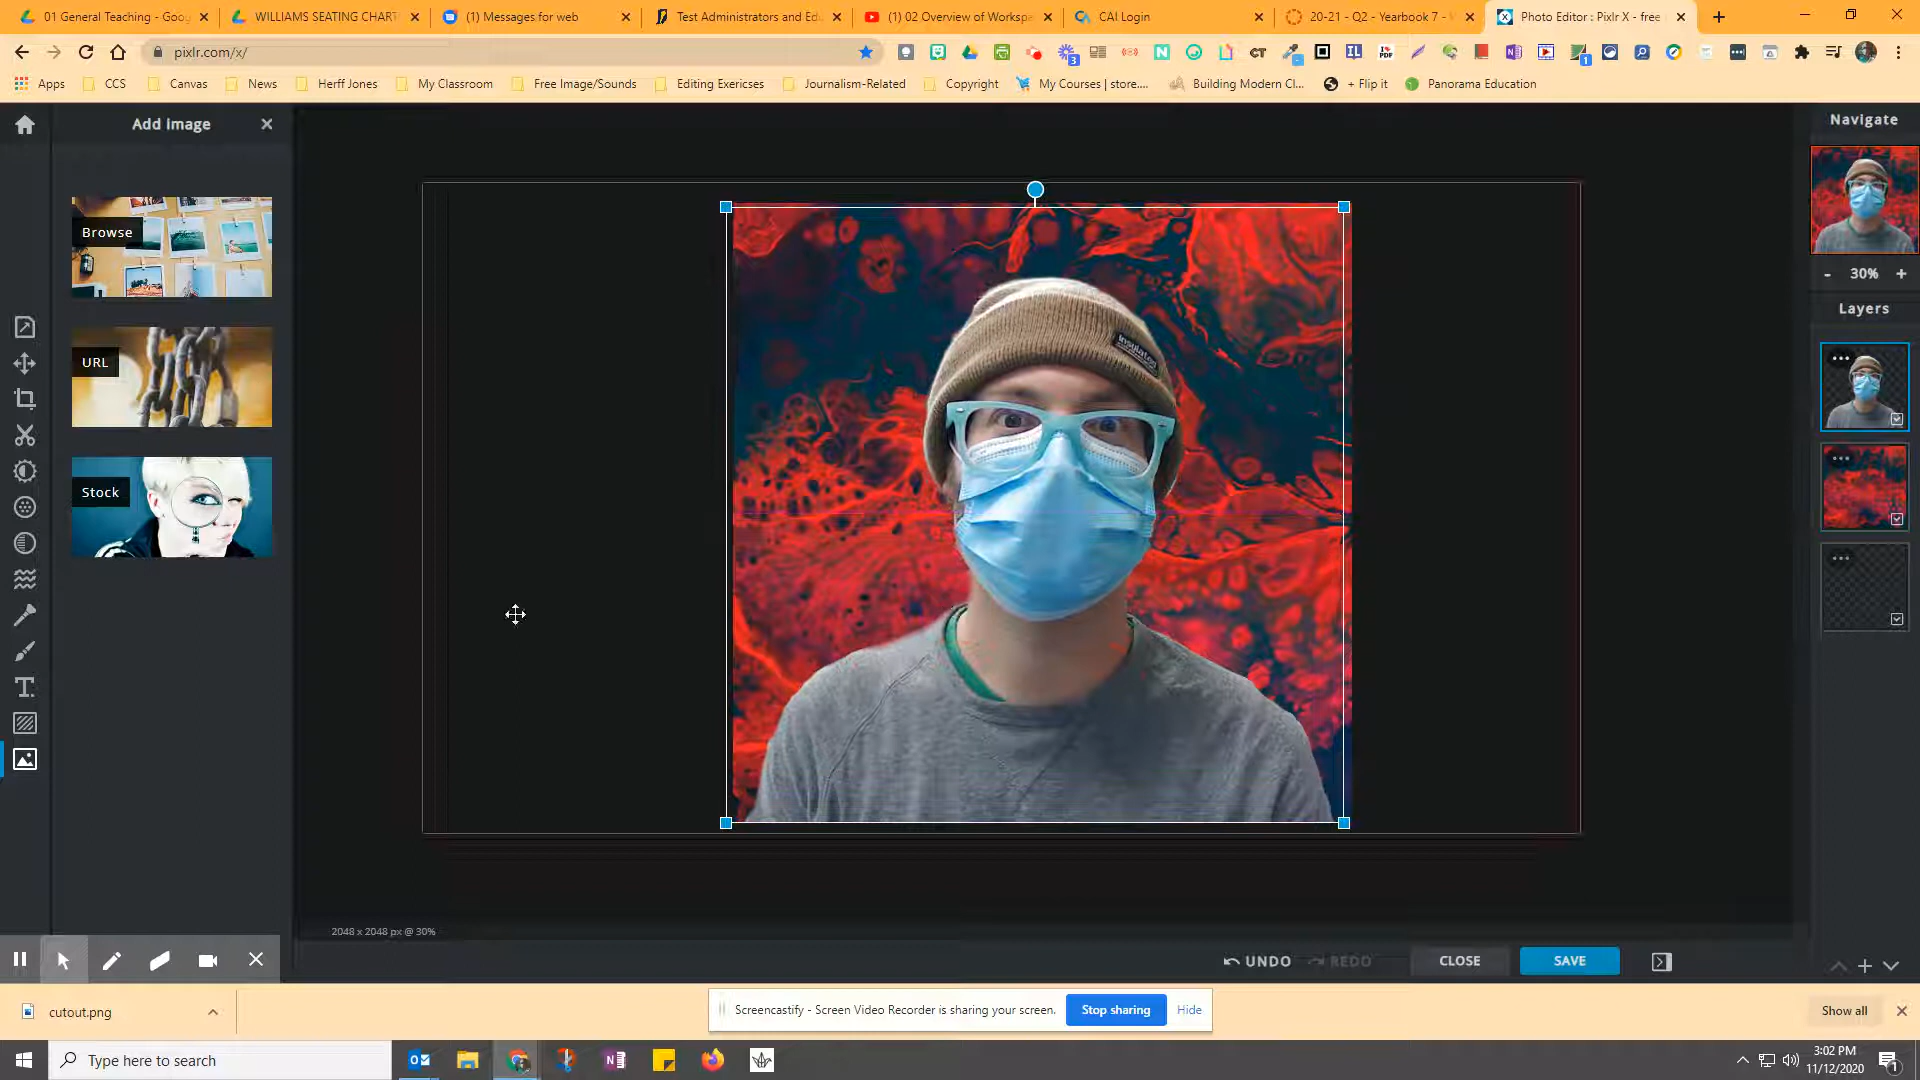 01 General Teaching - Goo
WILLIAMS SEATING CHART
(1) Messages for web
Test Administrators and Ed
(1) 02 Overview of Workspa
CAI Login
20-21 - Q2 - Yearbook 7 -
Photo Editor : Pixlr X - free
pixlr.com/x/
Apps
CCS
Canvas
News
Herff Jones
My Classroom
Free Image/Sounds
Editing Exericses
Journalism-Related
Copyright
My Courses | store....
Building Modern Cl...
+ Flip it
Panorama Education
Add image
Navigate
Browse
URL
Stock
30%
Layers
insulated
2048 x 2048 px @ 30%
UNDO
REDO
CLOSE
SAVE
cutout.png
Screencastify - Screen Video Recorder is sharing your screen.
Stop sharing
Hide
Show all
Type here to search
3:02 PM
11/12/2020